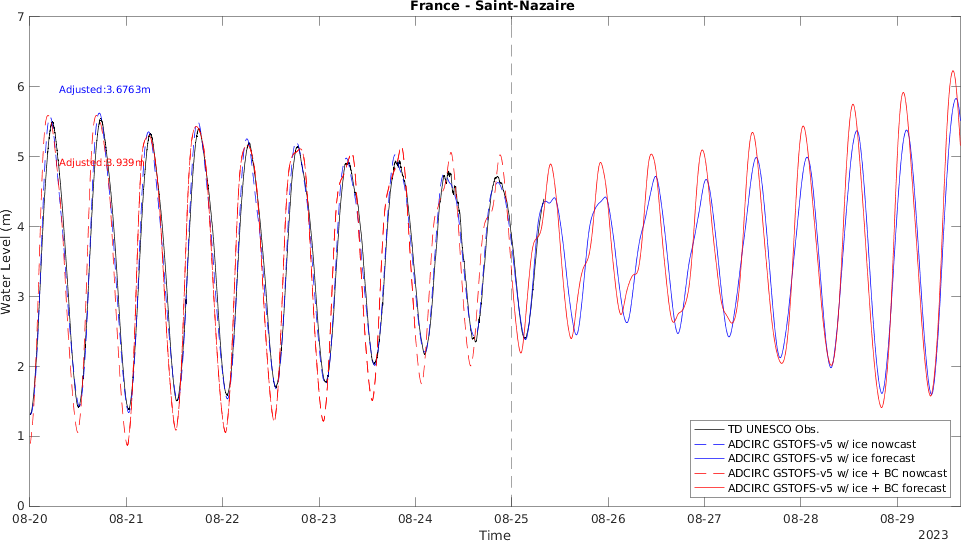 France - Saint-Nazaire
7
6
5
4
3
2
1
0
Water Level (m)
Adjusted:3.6763m
Adjusted:3.939m
TD UNESCO Obs.
ADCIRC GSTOFS-v5 w/ ice nowcast
ADCIRC GSTOFS-v5 w/ ice forecast
ADCIRC GSTOFS-v5 w/ ice + BC nowcast
ADCIRC GSTOFS-v5 w/ ice + BC forecast
08-20 08-21 08-22 08-23 08-24 08-25 08-26 08-27 08-28 08-29
Time
2023